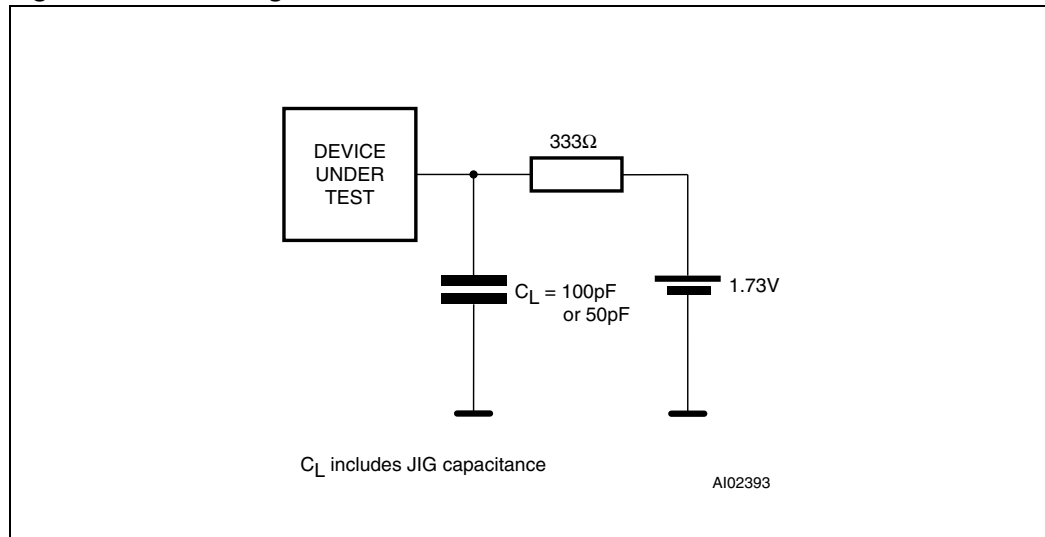 DEVICE
UNDER
TEST
333Ω
CL = 100pF
or 50pF
1.73V
CL includes JIG capacitance
AI02393